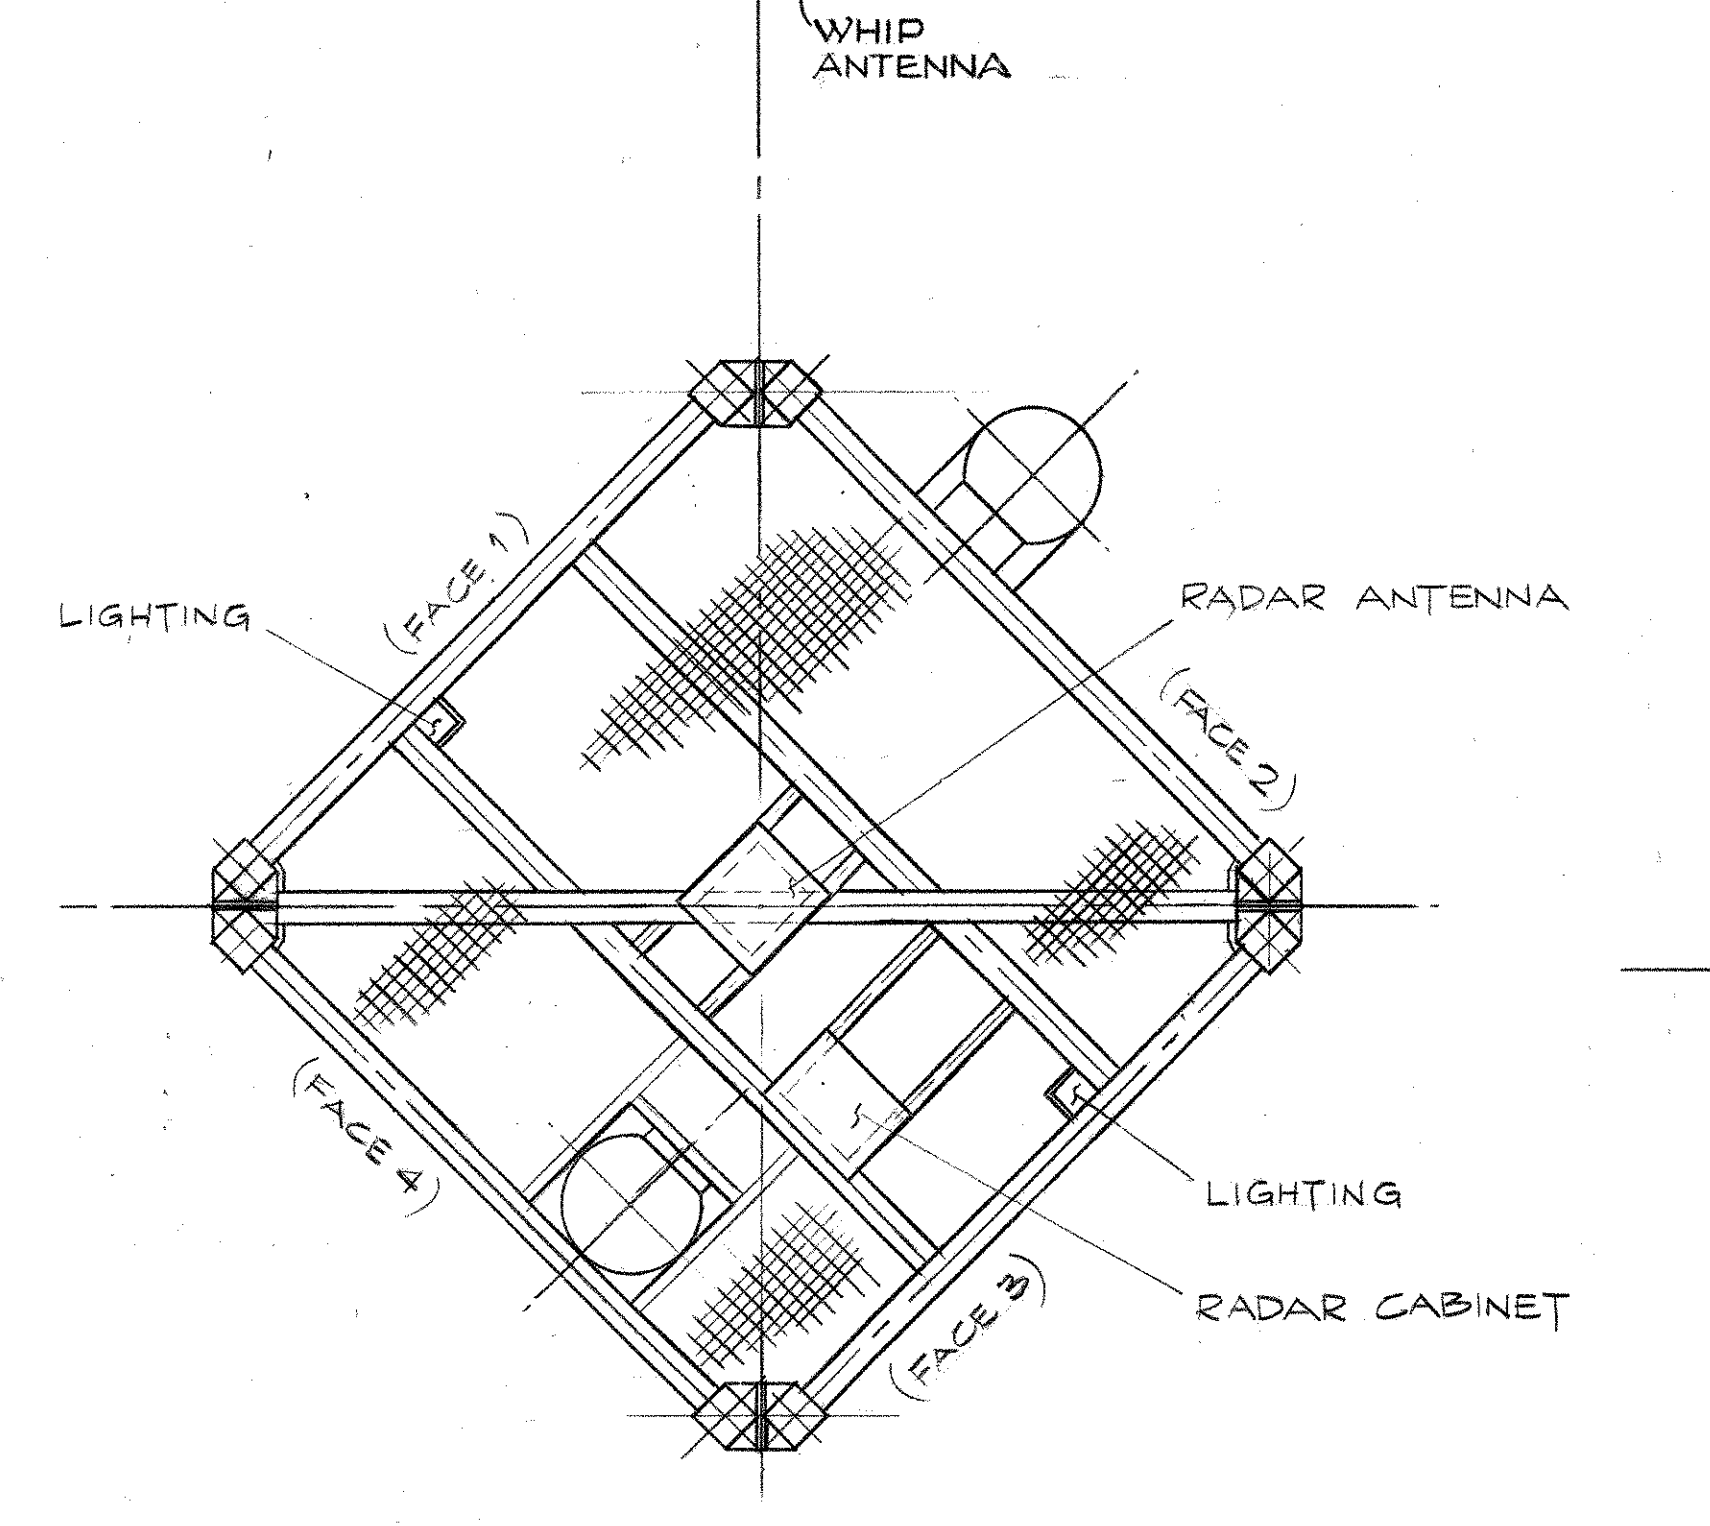 WHIP
ANTENNA
(FACE 1)
LIGHTING
RADAR ANTENNA
(FACE 2)
(FACE 4)
LIGHTING
(FACE 3)
RADAR CABINET